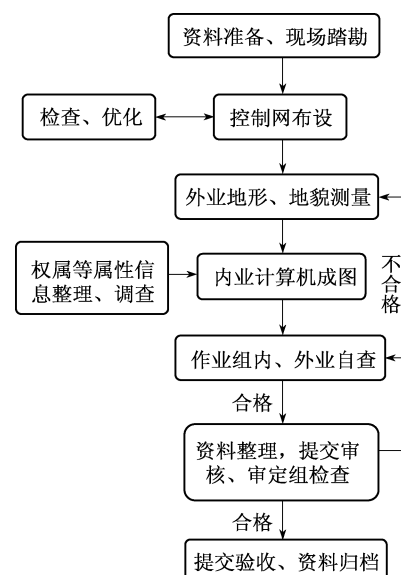 资料准备、现场踏勘
检查、优化
控制网布设
外业地形、地貌测量
权属等属性信
息整理、调查
内业计算机成图
不合格
作业组内、外业自查
合格
资料整理，提交审
核、审定组检查
合格
提交验收、资料归档